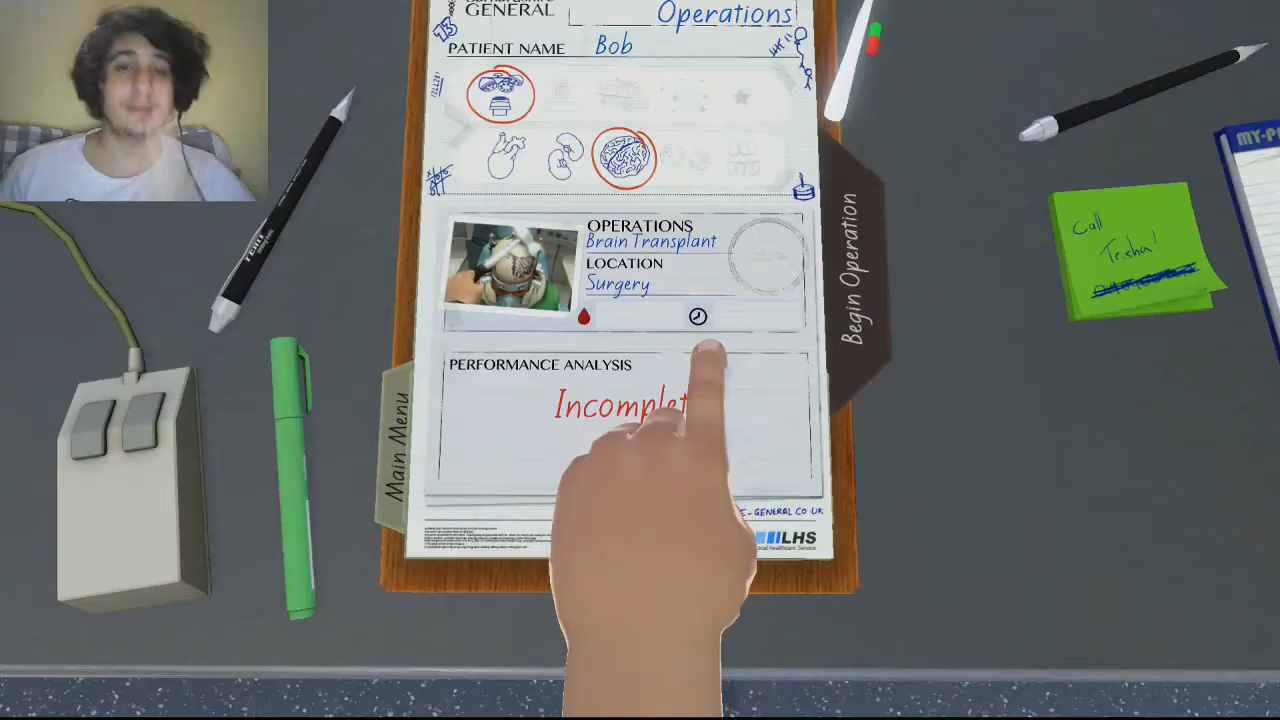 GENERAL
Operations
PATIENT NAME Bob
OPERATIONS
Brain Transplant
LOCATION
Surgery
Begin Operation
PERFORMANCE ANALYSIS
Incomplet
Main Menu
E-GENERAL.CO.UK
LHS
Call
Trisha!
MY-P